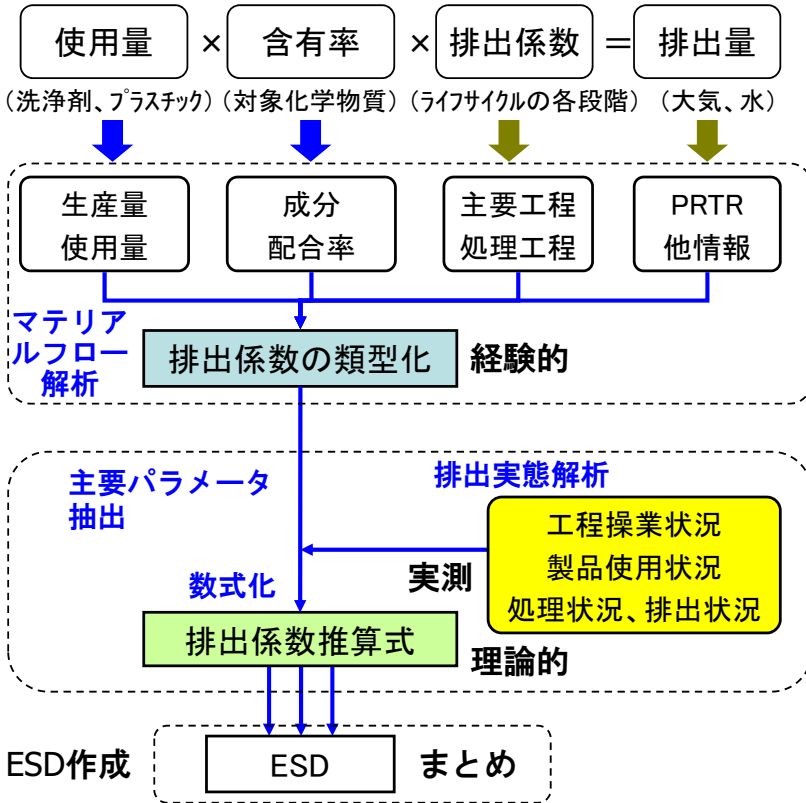 使用量 × 含有率 × 排出係数 = 排出量
(洗浄剤、プラスチック) (対象化学物質) (ライフサイクルの各段階) (大気、水)
生産量
使用量
成分
配合率
主要工程
処理工程
PRTR
他情報
マテリア
ルフロー
解析
排出係数の類型化
経験的
主要パラメータ
抽出
排出実態解析
工程操業状況
製品使用状況
処理状況、排出状況
実測
数式化
排出係数推算式
理論的
ESD作成
ESD
まとめ